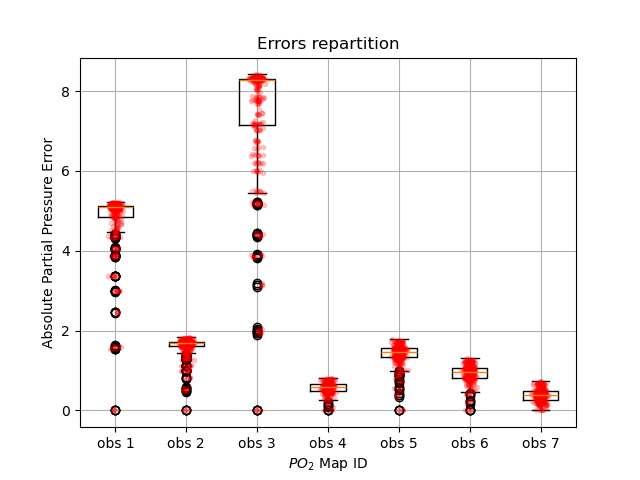 Errors repartition
Absolute Partial Pressure Error
8
6
4
2
0
obs 1 obs 2 obs 3 obs 4 obs 5 obs 6 obs 7
PO₂ Map ID